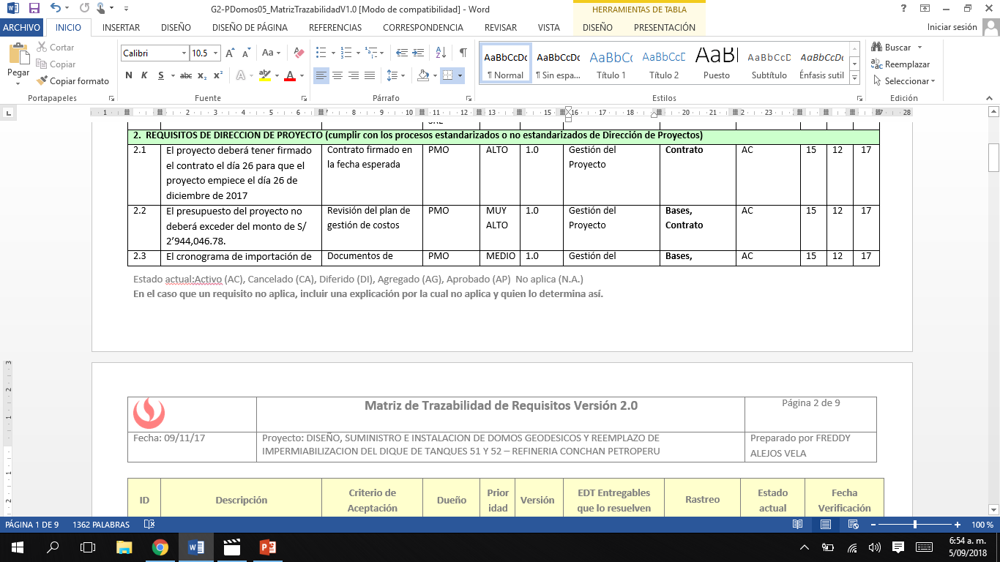 G2-PDomos05_MatrizTrazabilidadV1.0 [Modo de compatibilidad] - Word
HERRAMIENTAS DE TABLA
ARCHIVO INICIO INSERTAR DISEÑO DISEÑO DE PÁGINA REFERENCIAS CORRESPONDENCIA REVISAR VISTA DISEÑO PRESENTACIÓN Iniciar sesión
Pegar
Cortar
Copiar
Copiar formato
Portapapeles
Calibri 10.5
N K S abc x₂ x²
Fuente
Párrafo
AaBbCcDc AaBbCcDc AaBbCc AaBbCcD AaB AaBbCcD AaBbCcDt
¶ Normal ¶ Sin espa... Título 1 Título 2 Puesto Subtítulo Énfasis sutil
Estilos
Buscar
Reemplazar
Seleccionar
Edición
2. REQUISITOS DE DIRECCION DE PROYECTO (cumplir con los procesos estandarizados o no estandarizados de Dirección de Proyectos)
2.1 El proyecto deberá tener firmado Contrato firmado en PMO ALTO 1.0 Gestión del Contrato AC 15 12 17
el contrato el día 26 para que el la fecha esperada Proyecto
proyecto empiece el día 26 de
diciembre de 2017
2.2 El presupuesto del proyecto no Revisión del plan de PMO MUY 1.0 Gestión del Bases, AC 15 12 17
deberá exceder del monto de S/ gestión de costos ALTO Proyecto Contrato
2’944,046.78.
2.3 El cronograma de importación de Documentos de PMO MEDIO 1.0 Gestión del Bases, AC 15 12 17
Estado actual:Activo (AC), Cancelado (CA), Diferido (DI), Agregado (AG), Aprobado (AP) No aplica (N.A.)
En el caso que un requisito no aplica, incluir una explicación por la cual no aplica y quien lo determina así.
Matriz de Trazabilidad de Requisitos Versión 2.0 Página 2 de 9
Fecha: 09/11/17 Proyecto: DISEÑO, SUMINISTRO E INSTALACION DE DOMOS GEODESICOS Y REEMPLAZO DE Preparado por FREDDY
IMPERMIABILIZACION DEL DIQUE DE TANQUES 51 Y 52 – REFINERIA CONCHAN PETROPERU ALEJOS VELA
ID Descripción Criterio de Aceptación Dueño Prioridad Versión EDT Entregables que lo resuelven Rastreo Estado actual Fecha Verificación
PÁGINA 1 DE 9 1362 PALABRAS 100 %
6:54 a. m.
5/09/2018